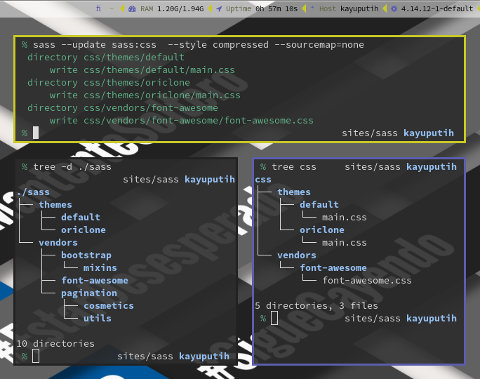 RAM 1.20G/1.94G Uptime 0h 57m 10s Host kayuputih 4.14.12-1-default
% sass --update sass:css --style compressed --sourcemap=none
directory css/themes/default
write css/themes/default/main.css
directory css/themes/oriclone
write css/themes/oriclone/main.css
directory css/vendors/font-awesome
write css/vendors/font-awesome/font-awesome.css
% sites/sass kayuputih
% tree -d ./sass
sites/sass kayuputih
./sass
├── themes
│   ├── default
│   └── oriclone
└── vendors
    ├── bootstrap
    │   └── mixins
    ├── font-awesome
    └── pagination
        ├── cosmetics
        └── utils
10 directories
% sites/sass kayuputih
% tree css sites/sass kayuputih
css
├── themes
│   ├── default
│   │   └── main.css
│   └── oriclone
│       └── main.css
└── vendors
    └── font-awesome
        └── font-awesome.css
5 directories, 3 files
% sites/sass kayuputih